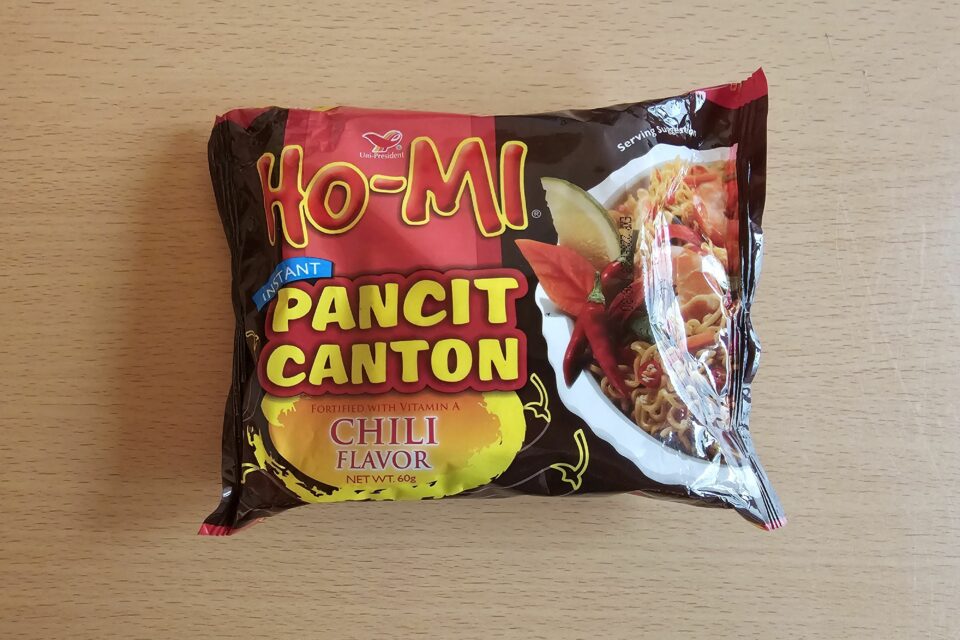 Uni-President
HO-MI
®
Serving Suggestion
INSTANT
PANCIT
CANTON
FORTIFIED WITH VITAMIN A
CHILI
FLAVOR
NET WT. 60g